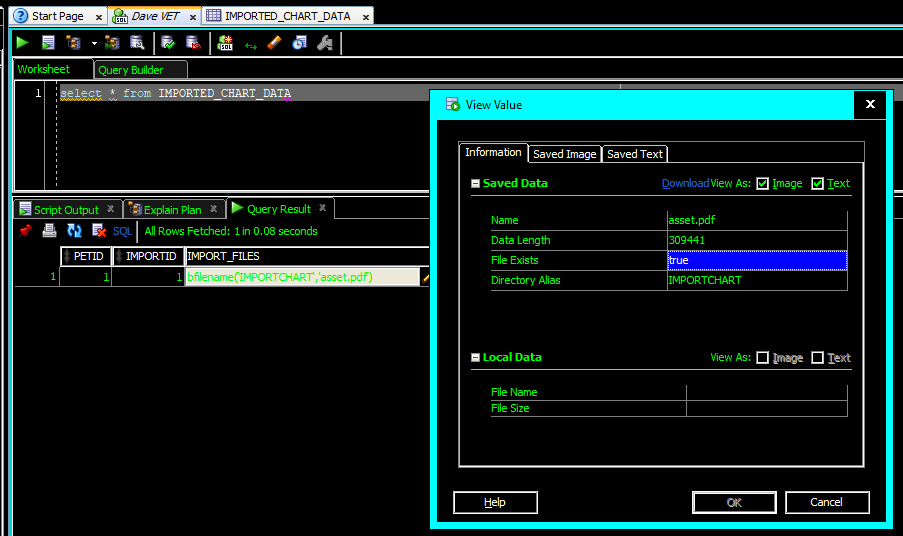 Start Page
Dave VET
IMPORTED_CHART_DATA
Worksheet
Query Builder
1
select * from IMPORTED_CHART_DATA
View Value
Information
Saved Image
Saved Text
Saved Data
Download
View As:
Image
Text
Name
asset.pdf
Data Length
309441
File Exists
true
Directory Alias
IMPORTCHART
Local Data
View As:
Image
Text
File Name
File Size
Help
OK
Cancel
Script Output
Explain Plan
Query Result
SQL
All Rows Fetched: 1 in 0.08 seconds
PETID
IMPORTID
IMPORT_FILES
1
1
1
bfilename('IMPORTCHART','asset.pdf')